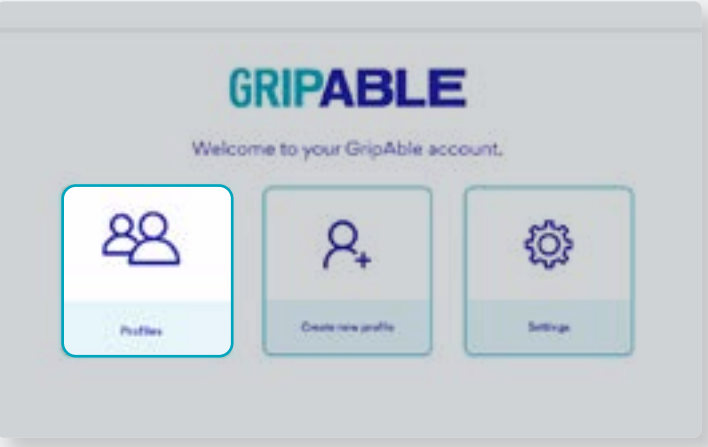 GRIPABLE
Welcome to your GripAble account.
Profiles
Create new profile
Settings